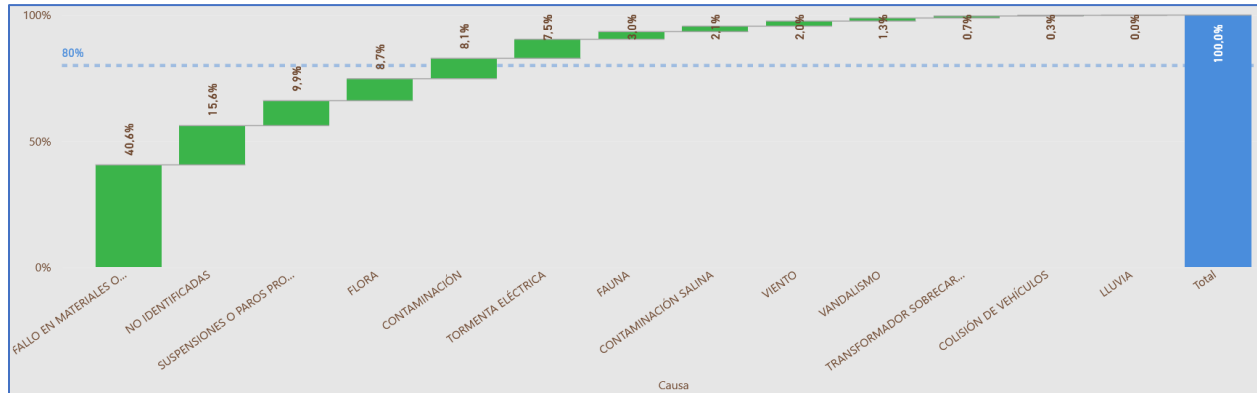 100%
80%
50%
0%
40,6%
15,6%
9,9%
8,7%
8,1%
7,5%
3,0%
2,1%
2,0%
1,3%
0,7%
0,3%
0,0%
100,0%
FALLO EN MATERIALES O...
NO IDENTIFICADAS
SUSPENSIONES O PAROS PRO...
FLORA
CONTAMINACIÓN
TORMENTA ELÉCTRICA
FAUNA
CONTAMINACIÓN SALINA
VIENTO
VANDALISMO
TRANSFORMADOR SOBRECAR...
COLISIÓN DE VEHÍCULOS
LLUVIA
Total
Causa